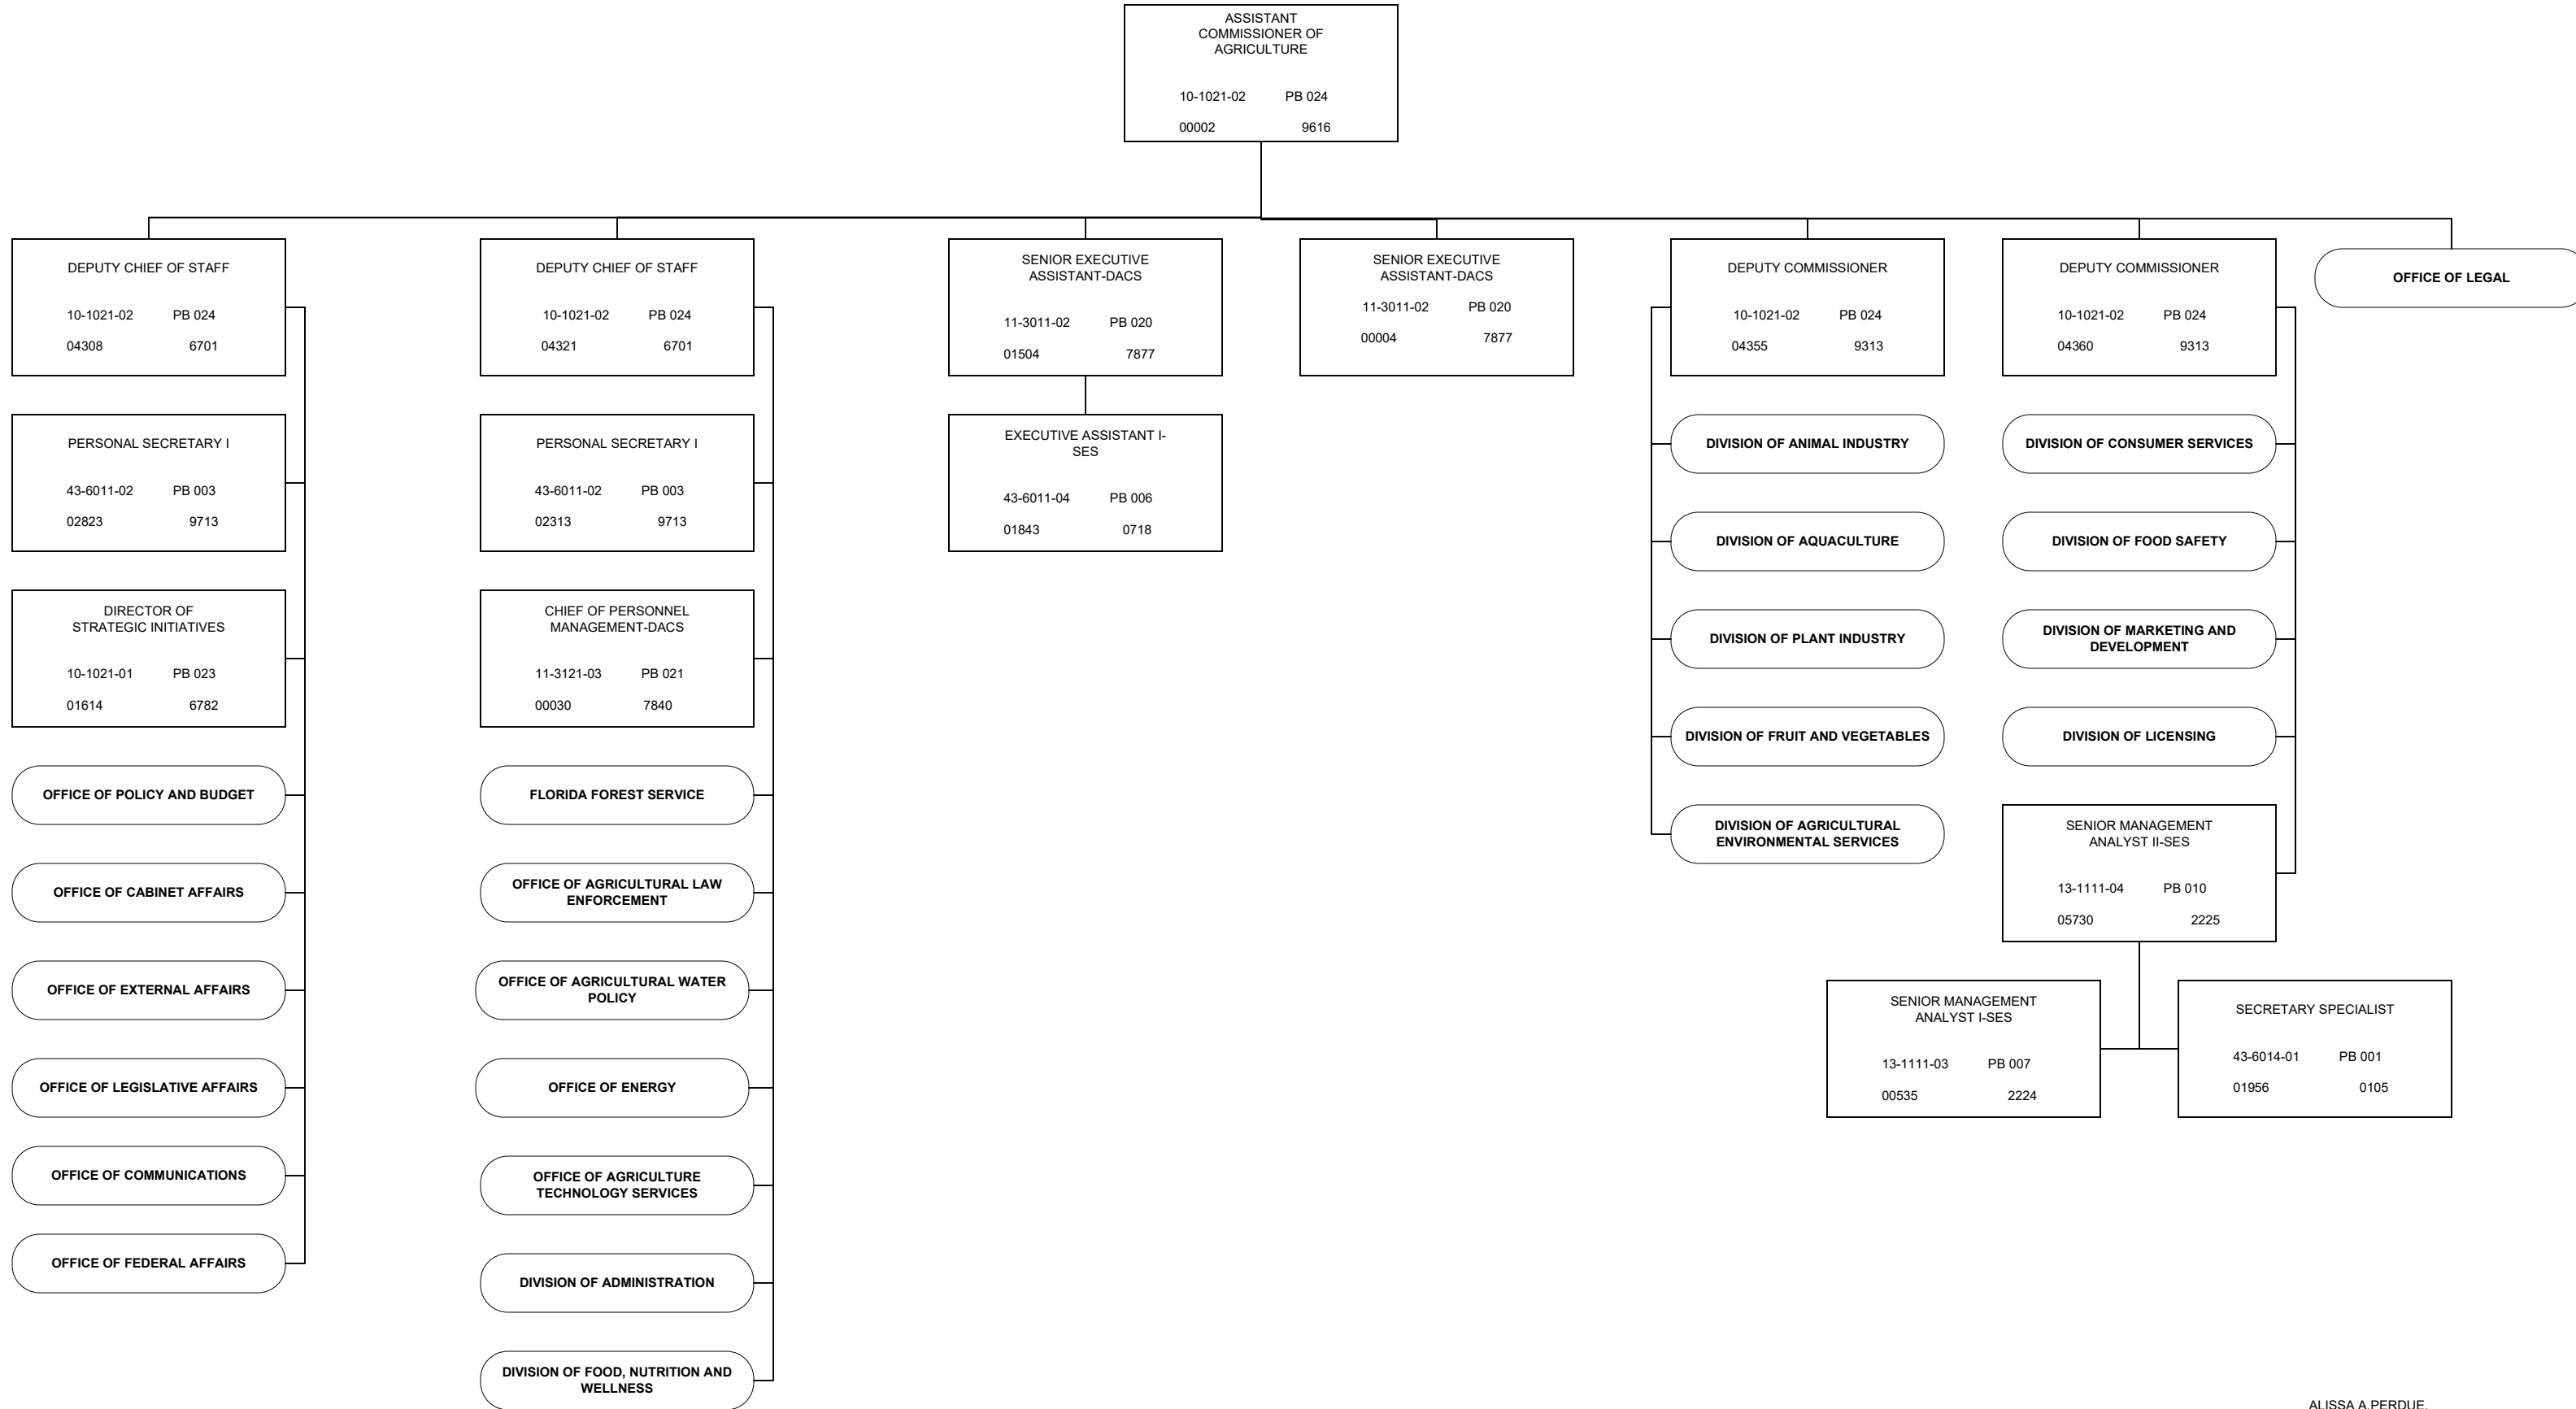 ASSISTANT
COMMISSIONER OF
AGRICULTURE
10-1021-02 PB 024
00002 9616
DEPUTY CHIEF OF STAFF
10-1021-02 PB 024
04308 6701
PERSONAL SECRETARY I
43-6011-02 PB 003
02823 9713
DIRECTOR OF
STRATEGIC INITIATIVES
10-1021-01 PB 023
01614 6782
OFFICE OF POLICY AND BUDGET
OFFICE OF CABINET AFFAIRS
OFFICE OF EXTERNAL AFFAIRS
OFFICE OF LEGISLATIVE AFFAIRS
OFFICE OF COMMUNICATIONS
OFFICE OF FEDERAL AFFAIRS
DEPUTY CHIEF OF STAFF
10-1021-02 PB 024
04321 6701
PERSONAL SECRETARY I
43-6011-02 PB 003
02313 9713
CHIEF OF PERSONNEL
MANAGEMENT-DACS
11-3121-03 PB 021
00030 7840
FLORIDA FOREST SERVICE
OFFICE OF AGRICULTURAL LAW
ENFORCEMENT
OFFICE OF AGRICULTURAL WATER
POLICY
OFFICE OF ENERGY
OFFICE OF AGRICULTURE
TECHNOLOGY SERVICES
DIVISION OF ADMINISTRATION
DIVISION OF FOOD, NUTRITION AND
WELLNESS
SENIOR EXECUTIVE
ASSISTANT-DACS
11-3011-02 PB 020
01504 7877
EXECUTIVE ASSISTANT I-
SES
43-6011-04 PB 006
01843 0718
SENIOR EXECUTIVE
ASSISTANT-DACS
11-3011-02 PB 020
00004 7877
DEPUTY COMMISSIONER
10-1021-02 PB 024
04355 9313
DIVISION OF ANIMAL INDUSTRY
DIVISION OF AQUACULTURE
DIVISION OF PLANT INDUSTRY
DIVISION OF FRUIT AND VEGETABLES
DIVISION OF AGRICULTURAL
ENVIRONMENTAL SERVICES
DEPUTY COMMISSIONER
10-1021-02 PB 024
04360 9313
DIVISION OF CONSUMER SERVICES
DIVISION OF FOOD SAFETY
DIVISION OF MARKETING AND
DEVELOPMENT
DIVISION OF LICENSING
SENIOR MANAGEMENT
ANALYST II-SES
13-1111-04 PB 010
05730 2225
SENIOR MANAGEMENT
ANALYST I-SES
13-1111-03 PB 007
00535 2224
SECRETARY SPECIALIST
43-6014-01 PB 001
01956 0105
OFFICE OF LEGAL
ALISSA A.PERDUE,